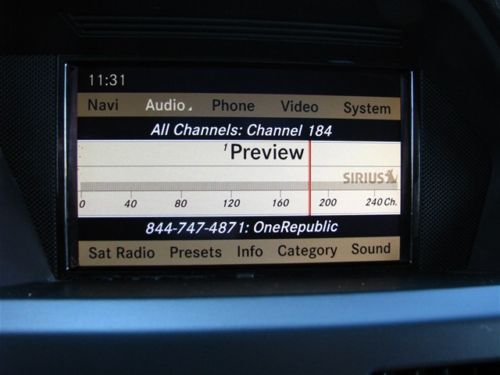 11:31
Navi Audio Phone Video System
All Channels: Channel 184
1 Preview
SIRIUS
0 40 80 120 160 200 240 Ch.
844-747-4871: OneRepublic
Sat Radio Presets Info Category Sound